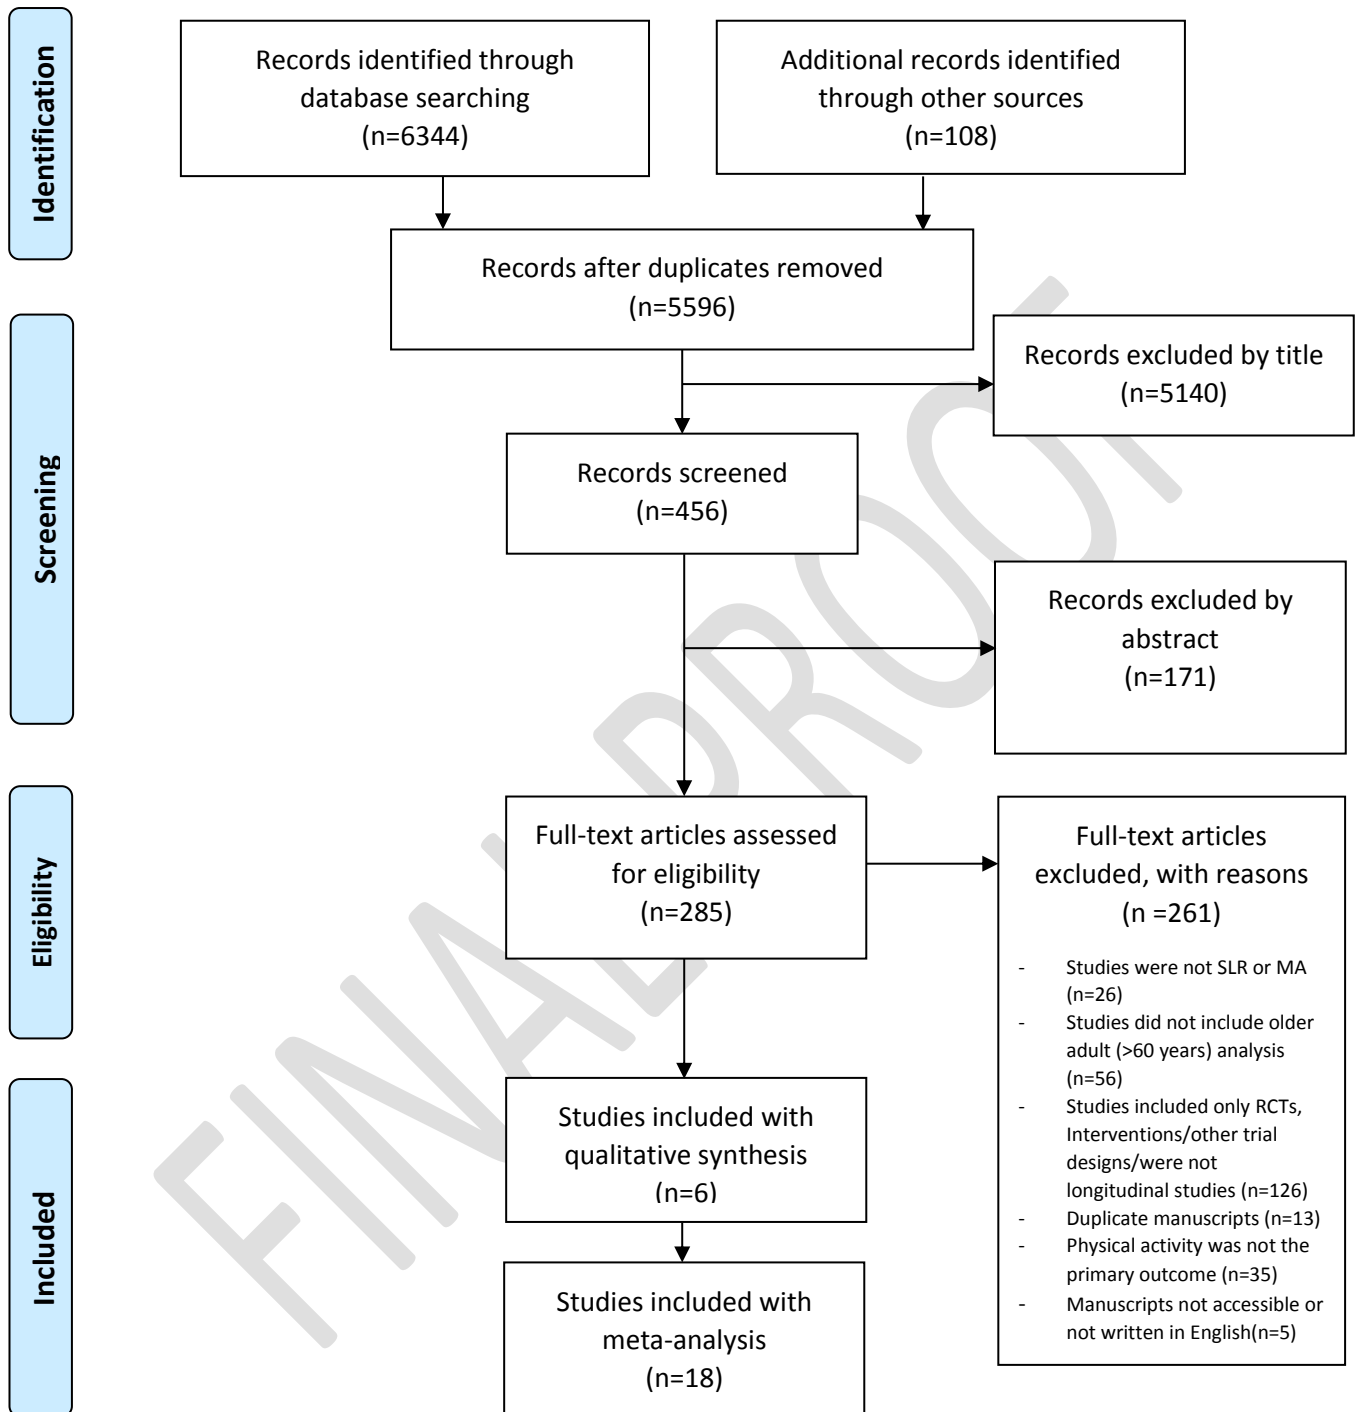 Identification
Records identified through
database searching
(n=6344)
Additional records identified
through other sources
(n=108)
Records after duplicates removed
(n=5596)
Screening
Records excluded by title
(n=5140)
Records screened
(n=456)
Records excluded by
abstract
(n=171)
Eligibility
Full-text articles assessed
for eligibility
(n=285)
Full-text articles
excluded, with reasons
(n =261)
- Studies were not SLR or MA
(n=26)
- Studies did not include older
adult (>60 years) analysis
(n=56)
- Studies included only RCTs,
Interventions/other trial
designs/were not
longitudinal studies (n=126)
- Duplicate manuscripts (n=13)
- Physical activity was not the
primary outcome (n=35)
- Manuscripts not accessible or
not written in English(n=5)
Included
Studies included with
qualitative synthesis
(n=6)
Studies included with
meta-analysis
(n=18)
FINAL PROOF